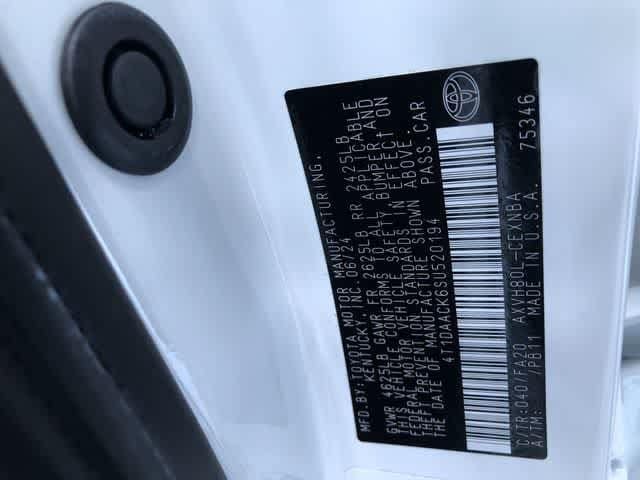 MFD.BY:TOYOTA MOTOR MANUFACTURING,
KENTUCKY, INC.06/24
GVWR 4625LB GAWR FR 2625LB RR 2425LB
THIS VEHICLE CONFORMS TO ALL APPLICABLE
FEDERAL MOTOR VEHICLE SAFETY, BUMPER, AND
THEFT PREVENTION STANDARDS IN EFFECT ON
THE DATE OF MANUFACTURE SHOWN ABOVE.
4T1DAACK6SU520194 PASS.CAR
C/TR:040/FA20 AXVH80L-CEXNBA
A/TM: /PB11 MADE IN U.S.A. 75346